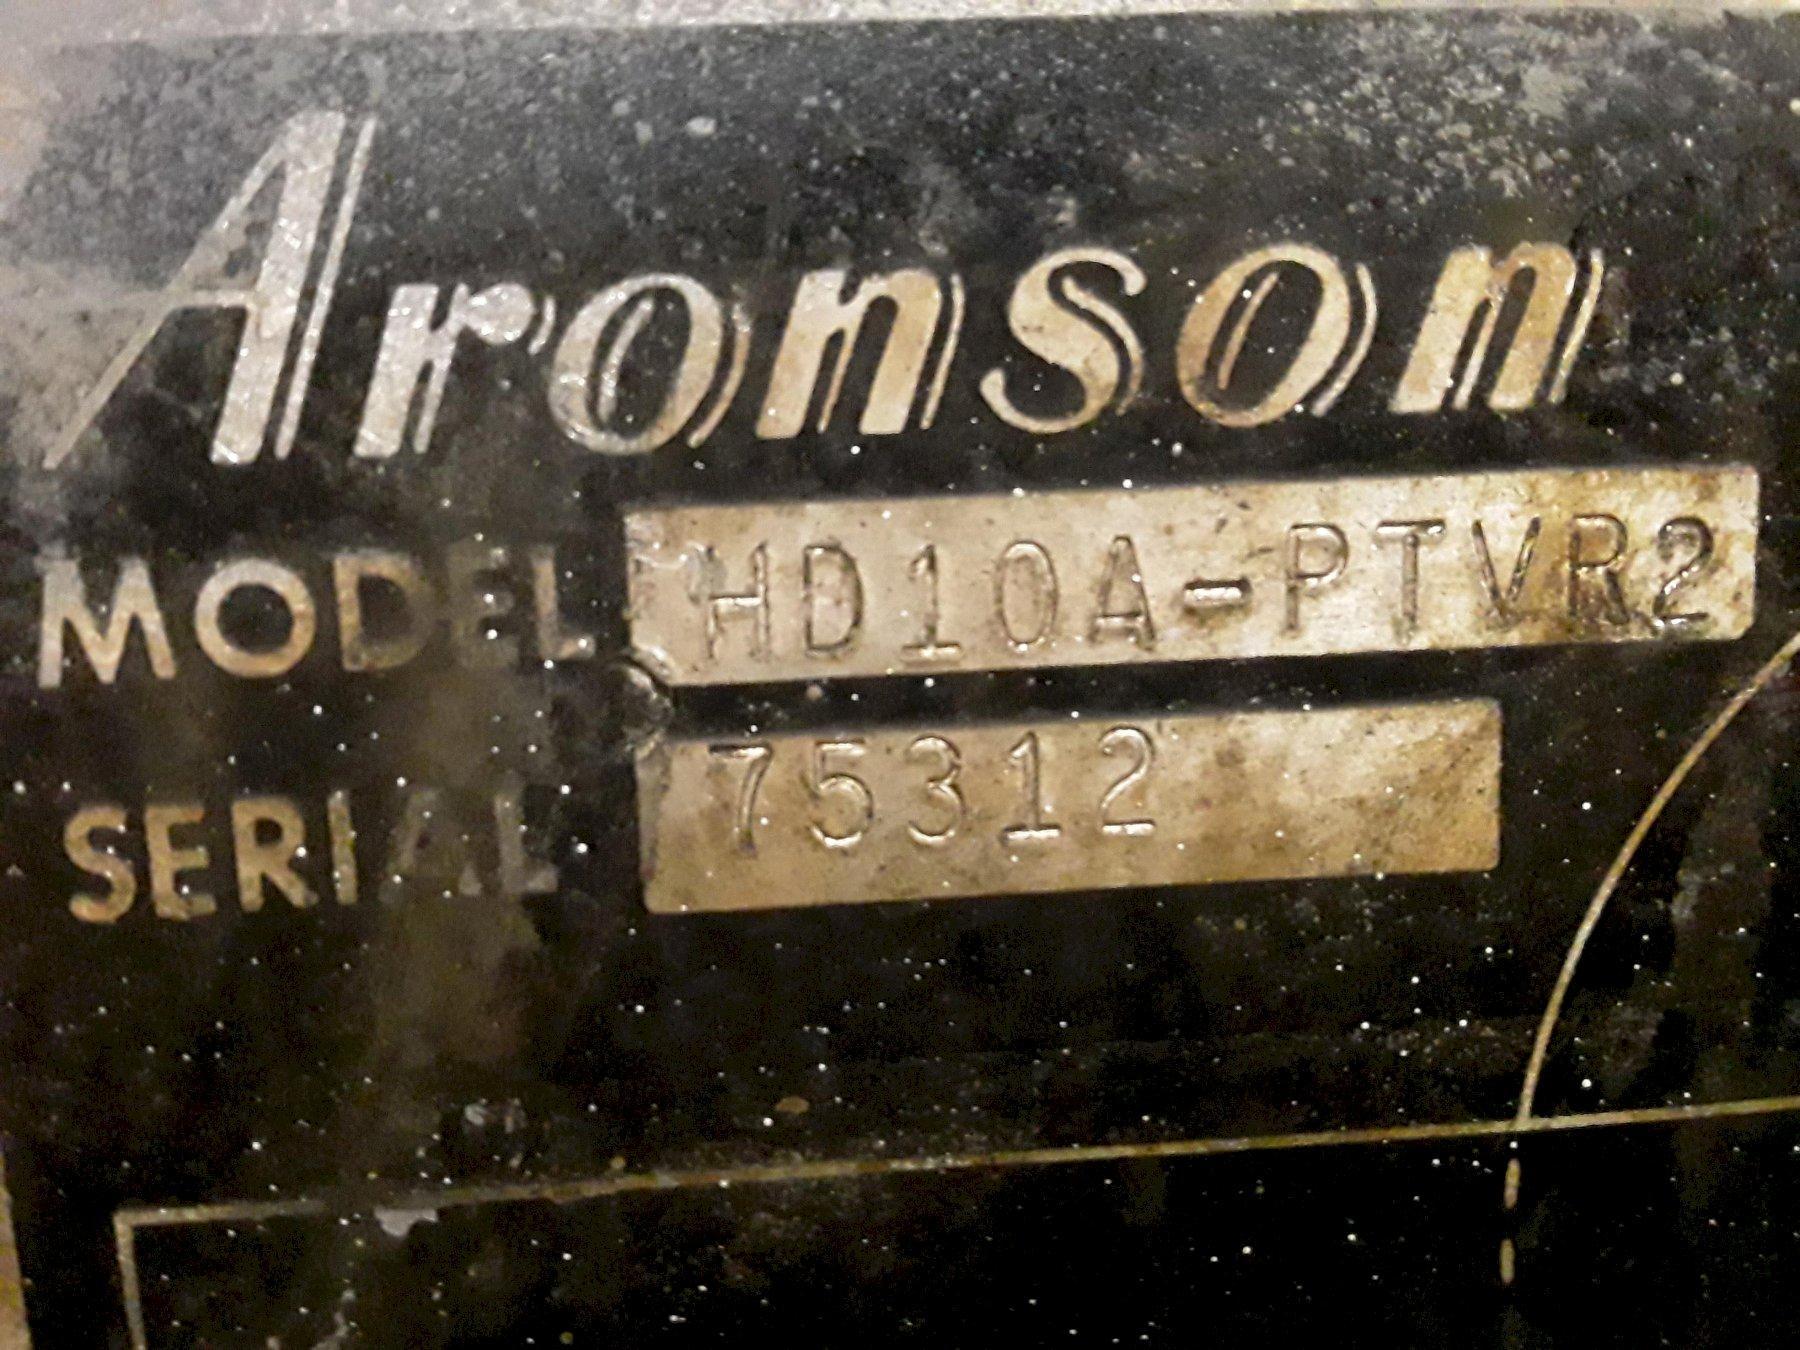 Aronson
MODEL HD10A-PTVR2
SERIAL 75312